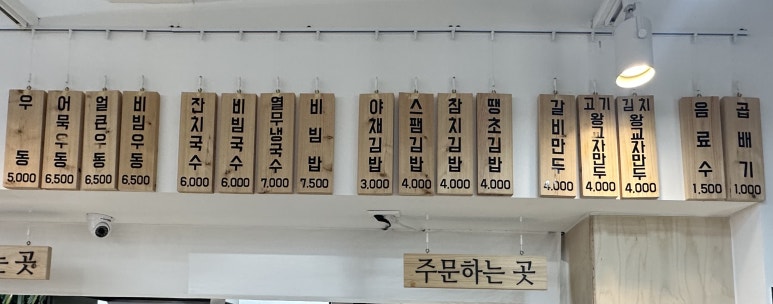 우동 5,000
어묵우동 6,500
얼큰우동 6,500
비빔우동 6,500
잔치국수 6,000
비빔국수 6,000
열무냉국수 7,000
비빔밥 7,500
야채김밥 3,000
스팸김밥 4,000
참치김밥 4,000
땡초김밥 4,000
갈비만두 4,000
고기왕교자만두 4,000
김치왕교자만두 4,000
음료수 1,500
곱배기 1,000
는 곳
주문하는 곳